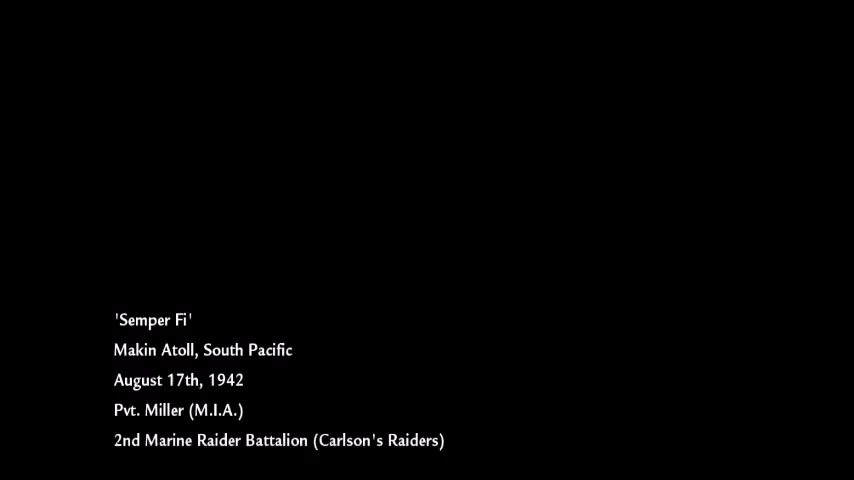 'Semper Fi'
Makin Atoll, South Pacific
August 17th, 1942
Pvt. Miller (M.I.A.)
2nd Marine Raider Battalion (Carlson's Raiders)